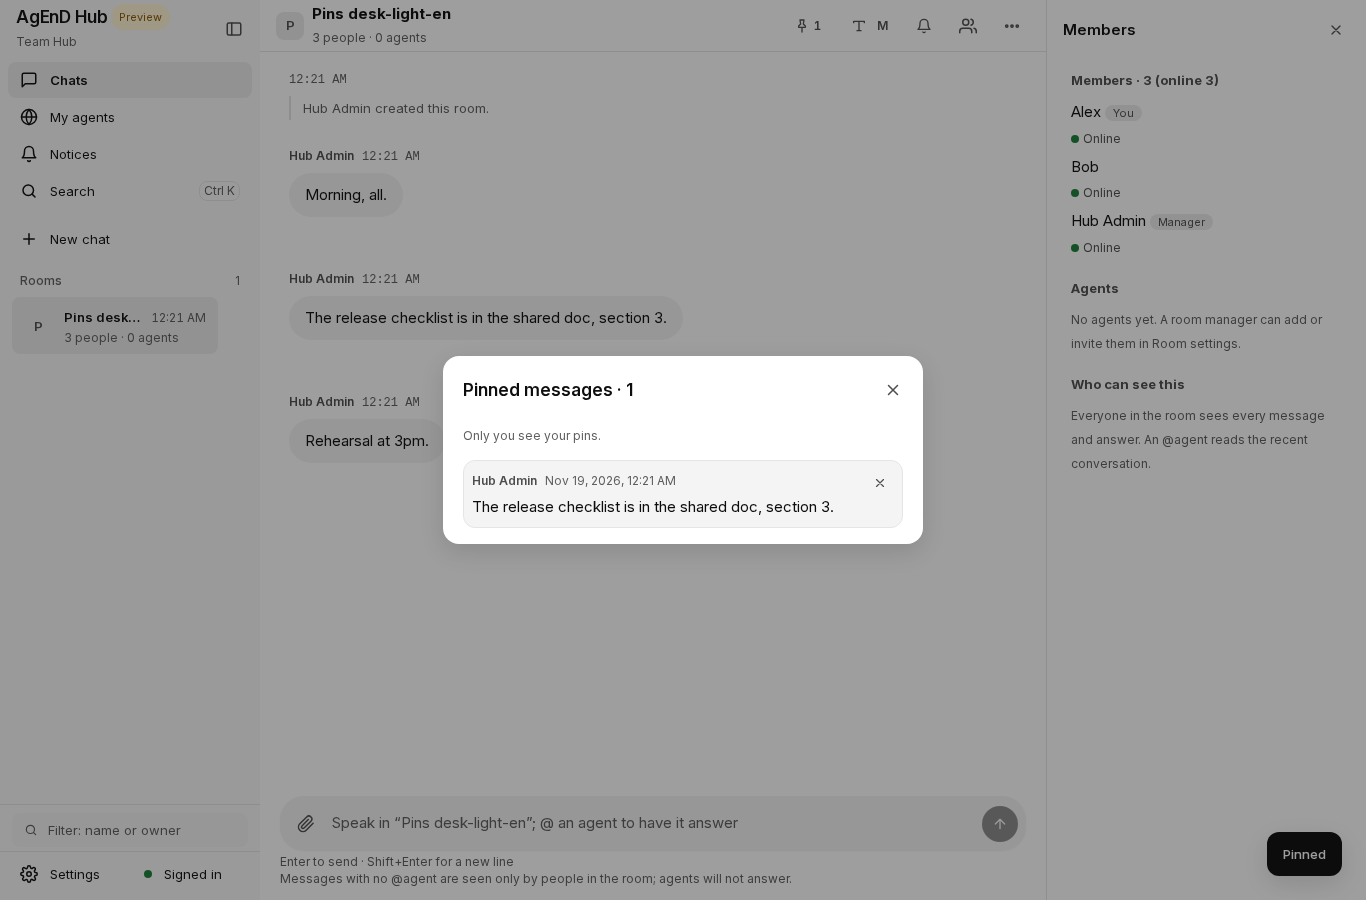 AgEnD Hub Preview
Team Hub
Chats
My agents
Notices
Search Ctrl K
New chat
Rooms 1
P Pins desk... 12:21 AM
3 people · 0 agents
Filter: name or owner
Settings Signed in
P Pins desk-light-en
3 people · 0 agents
1 M
12:21 AM
Hub Admin created this room.
Hub Admin 12:21 AM
Morning, all.
Hub Admin 12:21 AM
The release checklist is in the shared doc, section 3.
Hub Admin 12:21 AM
Rehearsal at 3pm.
Pinned messages · 1
Only you see your pins.
Hub Admin Nov 19, 2026, 12:21 AM
The release checklist is in the shared doc, section 3.
Speak in “Pins desk-light-en”; @ an agent to have it answer
Enter to send · Shift+Enter for a new line
Messages with no @agent are seen only by people in the room; agents will not answer.
Members
Members · 3 (online 3)
Alex You
Online
Bob
Online
Hub Admin Manager
Online
Agents
No agents yet. A room manager can add or
invite them in Room settings.
Who can see this
Everyone in the room sees every message
and answer. An @agent reads the recent
conversation.
Pinned